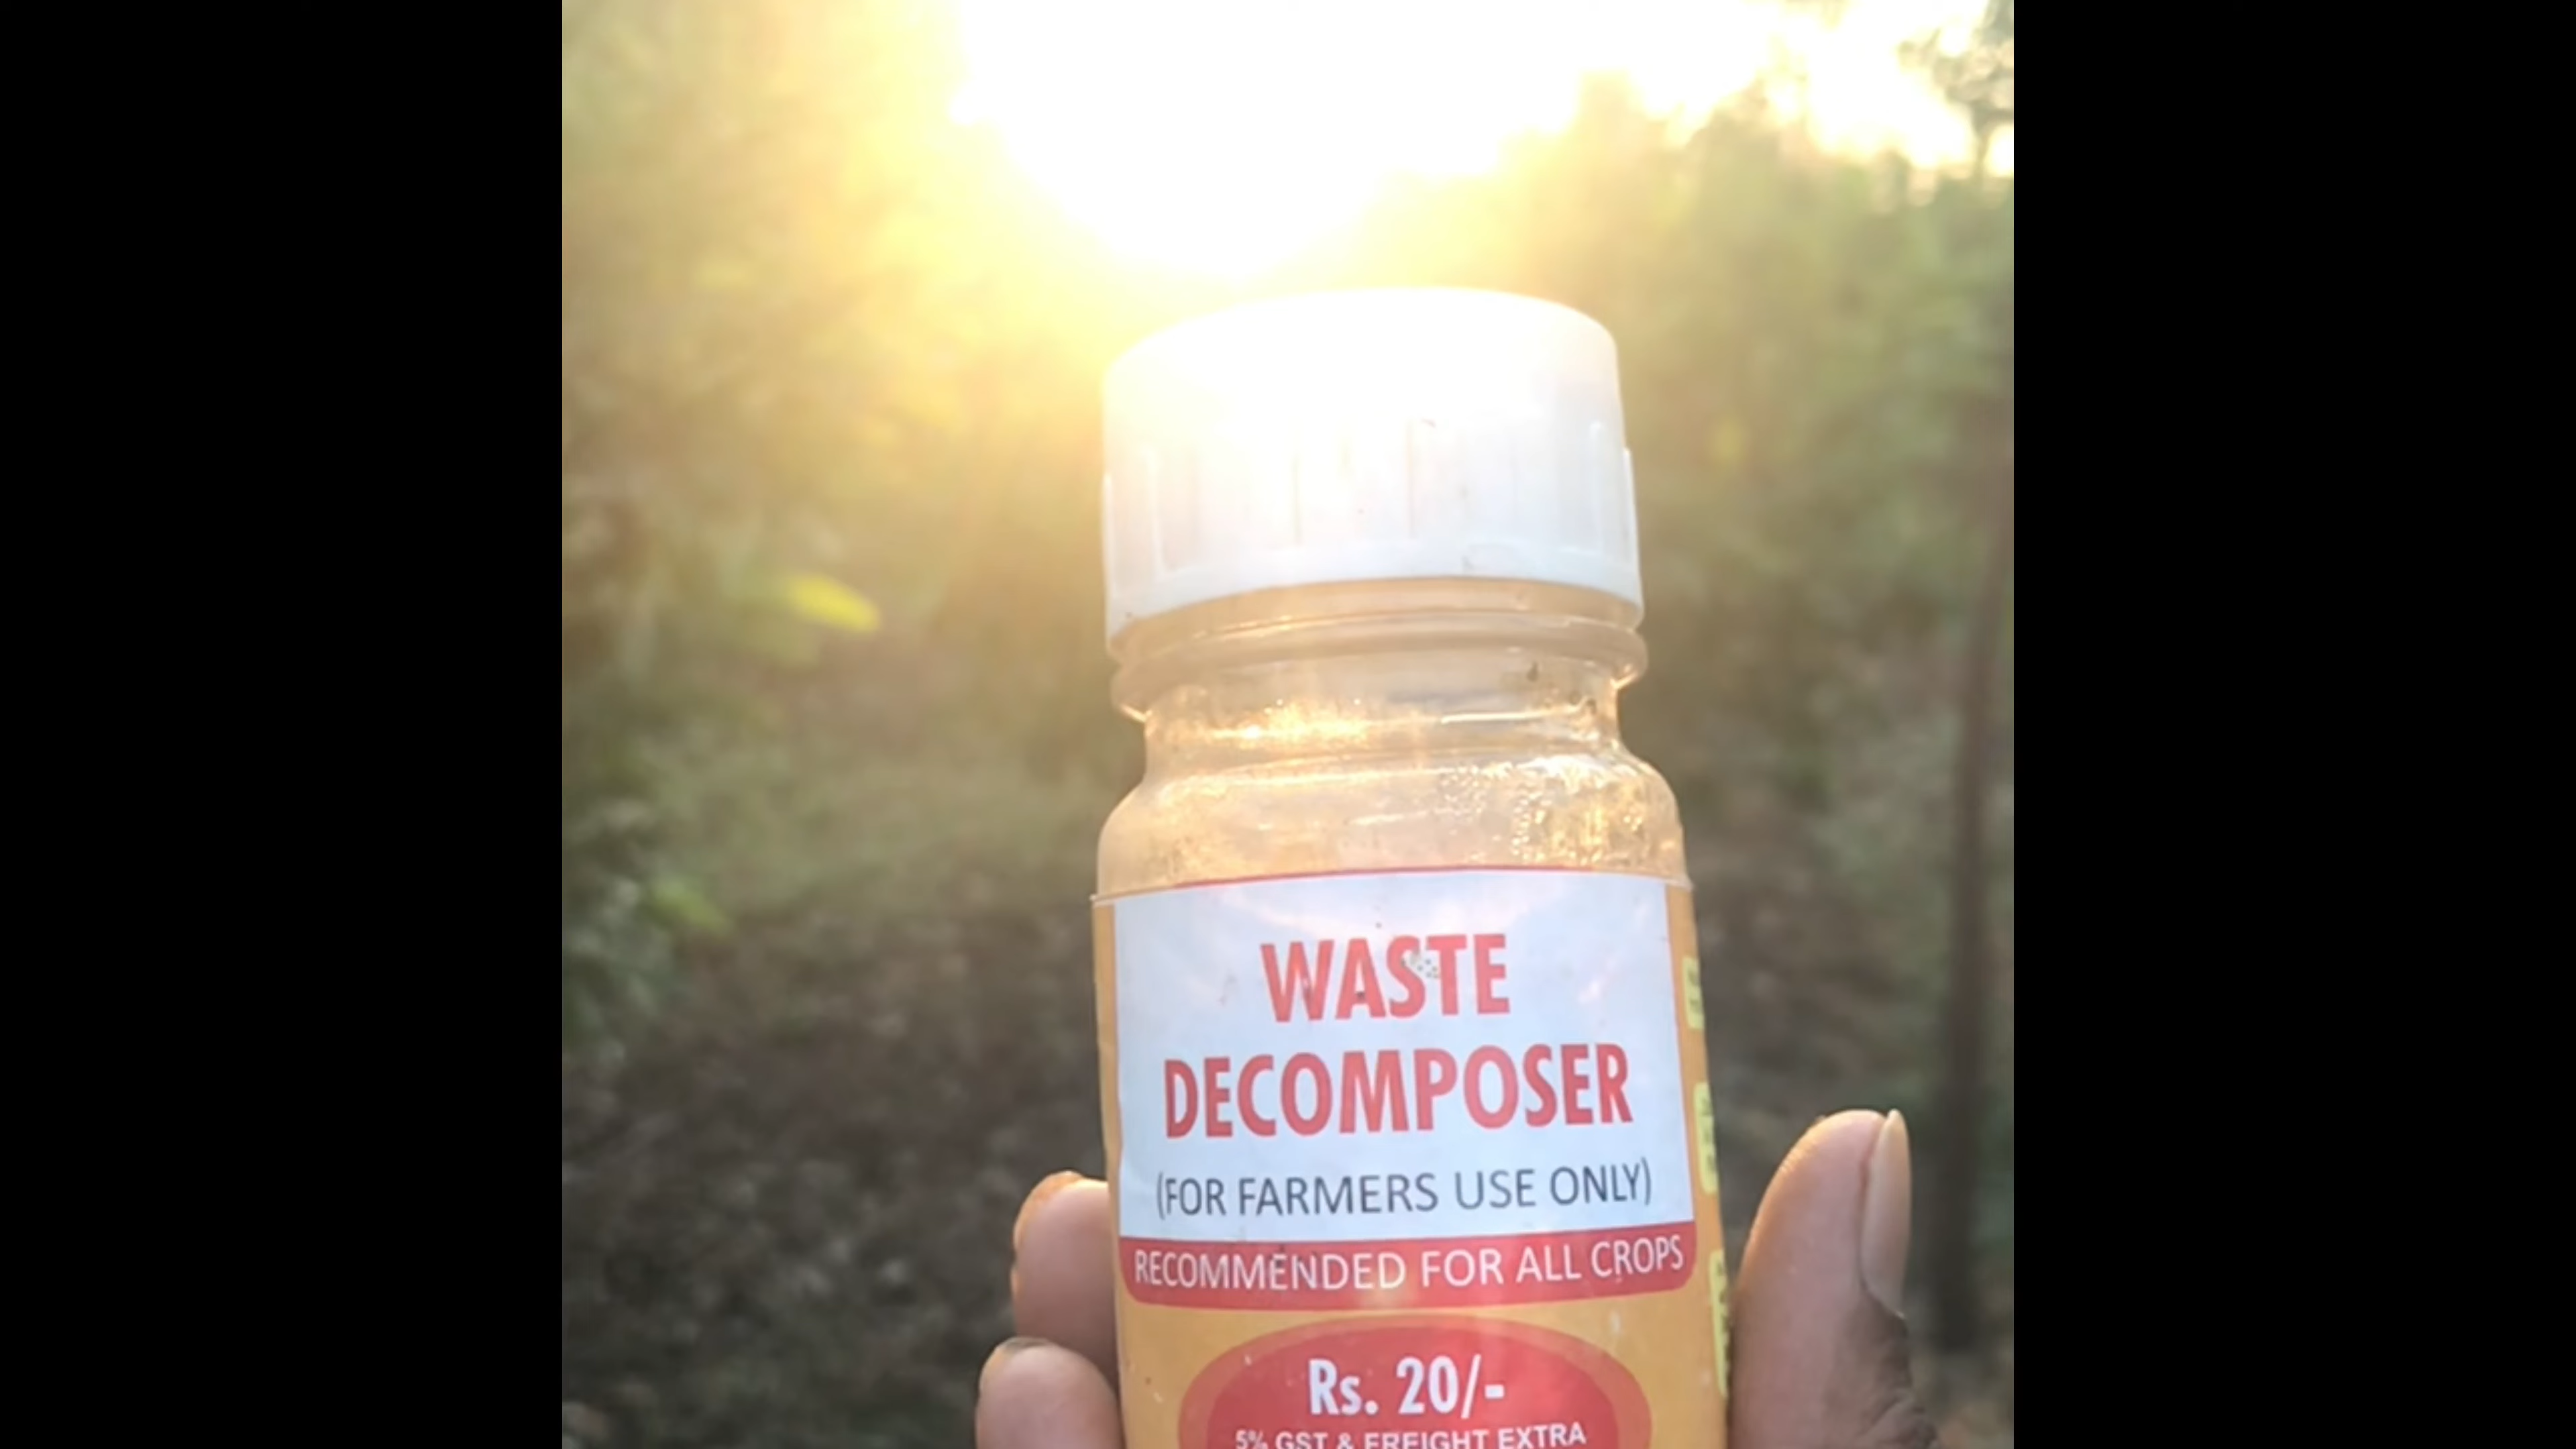 WASTE
DECOMPOSER
(FOR FARMERS USE ONLY)
RECOMMENDED FOR ALL CROPS
Rs. 20/-
5% GST & FREIGHT EXTRA